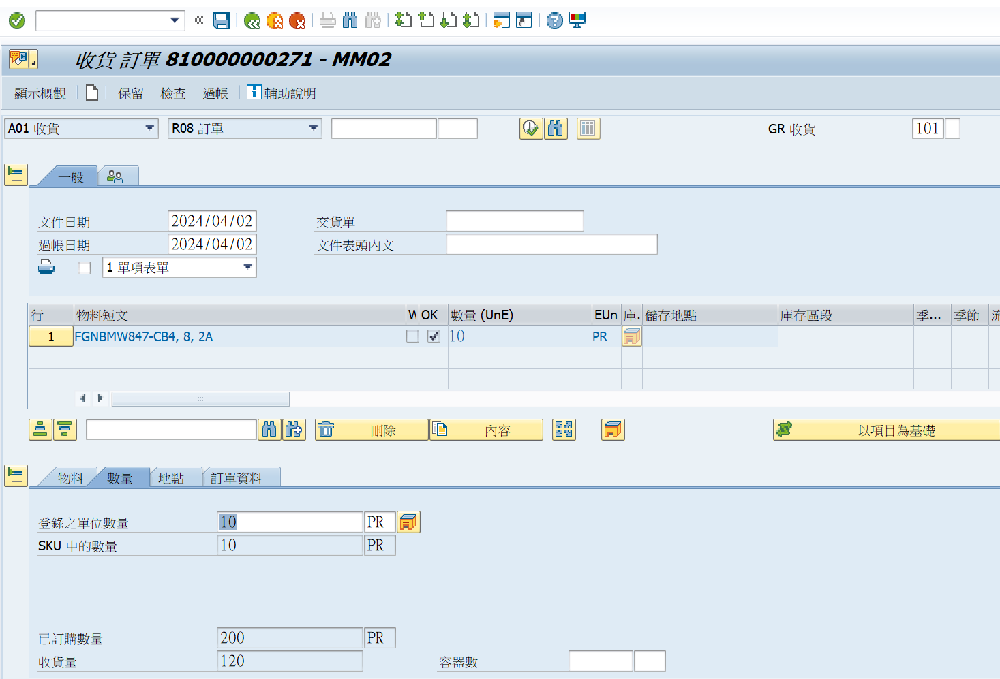 收貨 訂單 810000000271 - MM02
顯示概觀 保留 檢查 過帳 輔助說明
A01 收貨 R08 訂單 GR 收貨 101
一般
文件日期 2024/04/02 交貨單
過帳日期 2024/04/02 文件表頭內文
1 單項表單
行 物料短文 W OK 數量 (UnE) EUn 庫. 儲存地點 庫存區段 季... 季節 流
1 FGNBMW847-CB4, 8, 2A 10 PR
刪除 內容 以項目為基礎
物料 數量 地點 訂單資料
登錄之單位數量 10 PR
SKU 中的數量 10 PR
已訂購數量 200 PR
收貨量 120 容器數